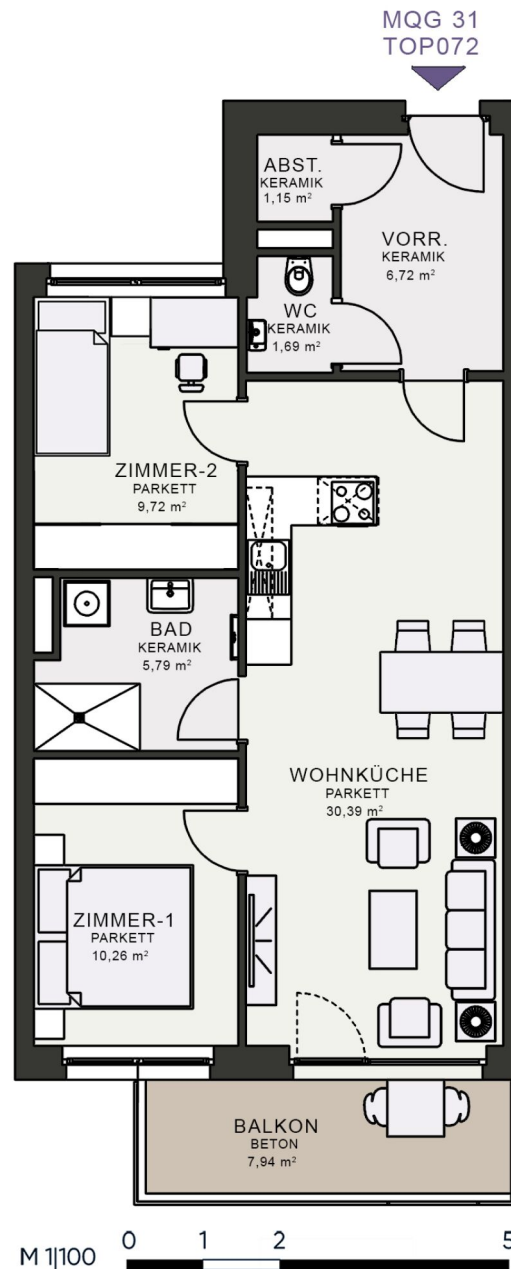 MQG 31
TOP072
ABST.
KERAMIK
1,15 m²
VORR.
KERAMIK
6,72 m²
WC
KERAMIK
1,69 m²
ZIMMER-2
PARKETT
9,72 m²
BAD
KERAMIK
5,79 m²
WOHNKÜCHE
PARKETT
30,39 m²
ZIMMER-1
PARKETT
10,26 m²
BALKON
BETON
7,94 m²
M 1|100 0 1 2 5